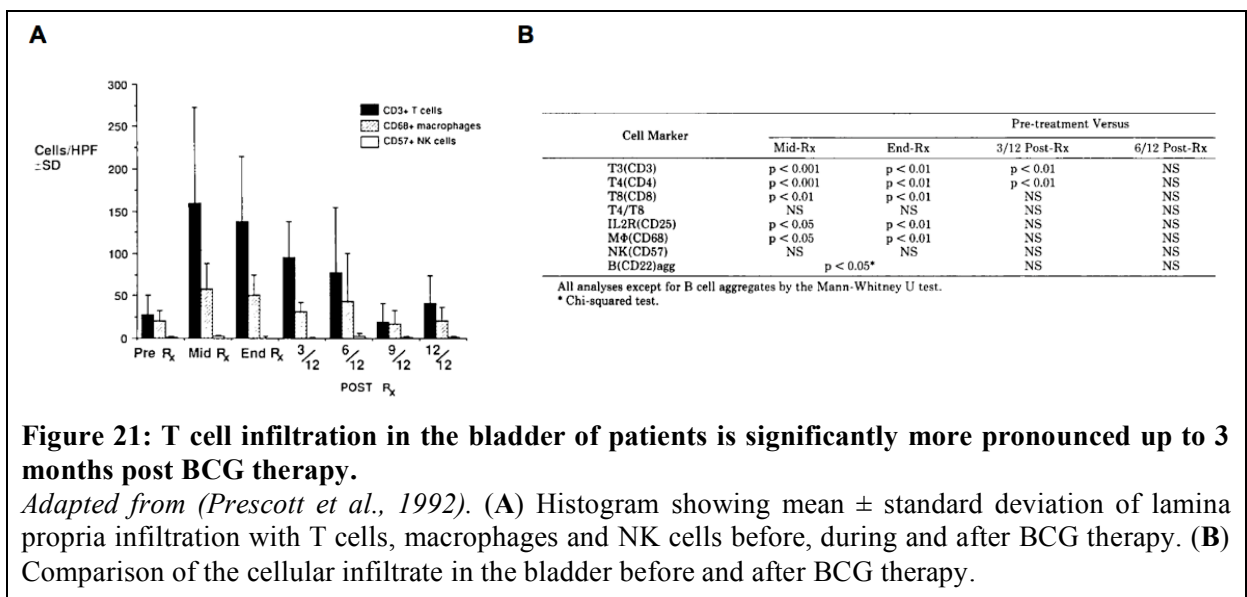 A
B
300
250
200
150
100
50
0
Cells/HPF
±SD
CD3+ T cells
CD68+ macrophages
CD57+ NK cells
Pre Rx Mid Rx End Rx 3/12 6/12 9/12 12/12
POST Rx
Cell Marker Pre-treatment Versus
Mid-Rx End-Rx 3/12 Post-Rx 6/12 Post-Rx
T3(CD3) p < 0.001 p < 0.01 p < 0.01 NS
T4(CD4) p < 0.001 p < 0.01 p < 0.01 NS
T8(CD8) p < 0.01 p < 0.01 NS NS
T4/T8 NS NS NS NS
IL2R(CD25) p < 0.05 p < 0.01 NS NS
MΦ(CD68) p < 0.05 p < 0.01 NS NS
NK(CD57) NS NS NS NS
B(CD22)agg p < 0.05* NS NS
All analyses except for B cell aggregates by the Mann-Whitney U test.
* Chi-squared test.
Figure 21: T cell infiltration in the bladder of patients is significantly more pronounced up to 3
months post BCG therapy.
Adapted from (Prescott et al., 1992). (A) Histogram showing mean ± standard deviation of lamina
propria infiltration with T cells, macrophages and NK cells before, during and after BCG therapy. (B)
Comparison of the cellular infiltrate in the bladder before and after BCG therapy.